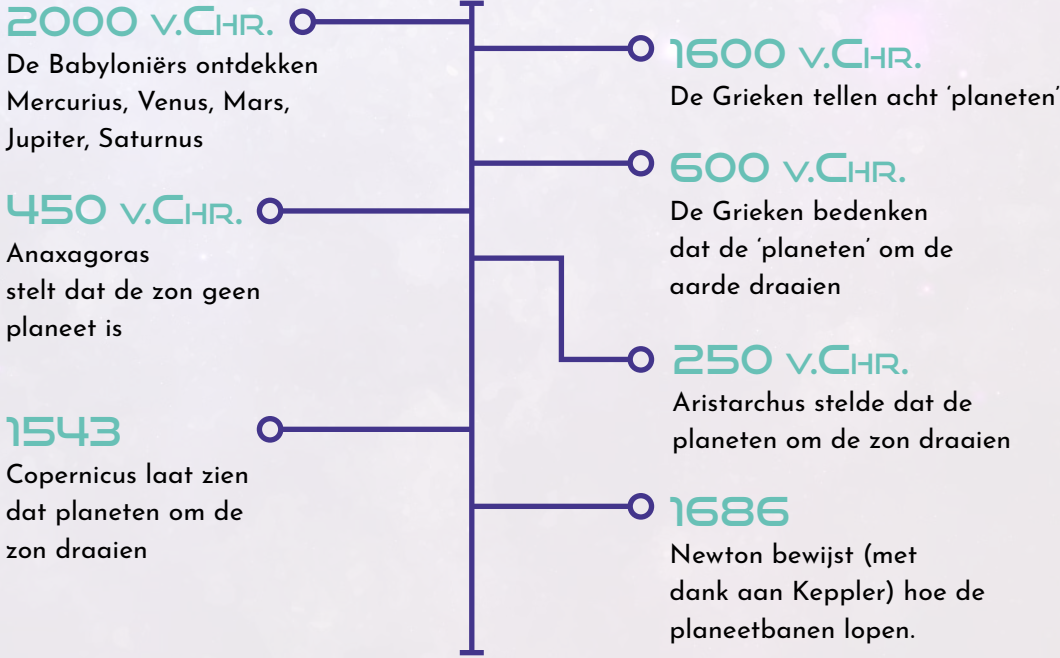 2000 v.Chr.
De Babyloniërs ontdekken
Mercurius, Venus, Mars,
Jupiter, Saturnus
1600 v.Chr.
De Grieken tellen acht ‘planeten’
600 v.Chr.
De Grieken bedenken
dat de ‘planeten’ om de
aarde draaien
450 v.Chr.
Anaxagoras
stelt dat de zon geen
planeet is
250 v.Chr.
Aristarchus stelde dat de
planeten om de zon draaien
1543
Copernicus laat zien
dat planeten om de
zon draaien
1686
Newton bewijst (met
dank aan Keppler) hoe de
planeetbanen lopen.